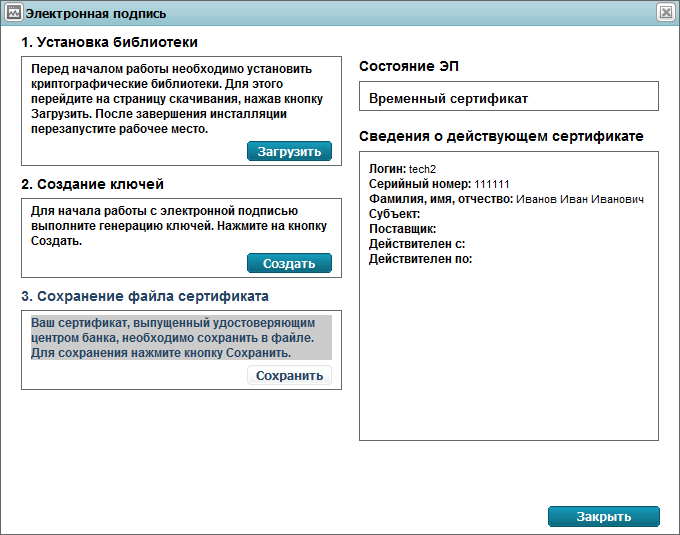 Электронная подпись
1. Установка библиотеки
Перед началом работы необходимо установить
криптографические библиотеки. Для этого
перейдите на страницу скачивания, нажав кнопку
Загрузить. После завершения инсталляции
перезапустите рабочее место.
Загрузить
2. Создание ключей
Для начала работы с электронной подписью
выполните генерацию ключей. Нажмите на кнопку
Создать.
Создать
3. Сохранение файла сертификата
Ваш сертификат, выпущенный удостоверяющим
центром банка, необходимо сохранить в файле.
Для сохранения нажмите кнопку Сохранить.
Сохранить
Состояние ЭП
Временный сертификат
Сведения о действующем сертификате
Логин: tech2
Серийный номер: 111111
Фамилия, имя, отчество: Иванов Иван Иванович
Субъект:
Поставщик:
Действителен с:
Действителен по:
Закрыть